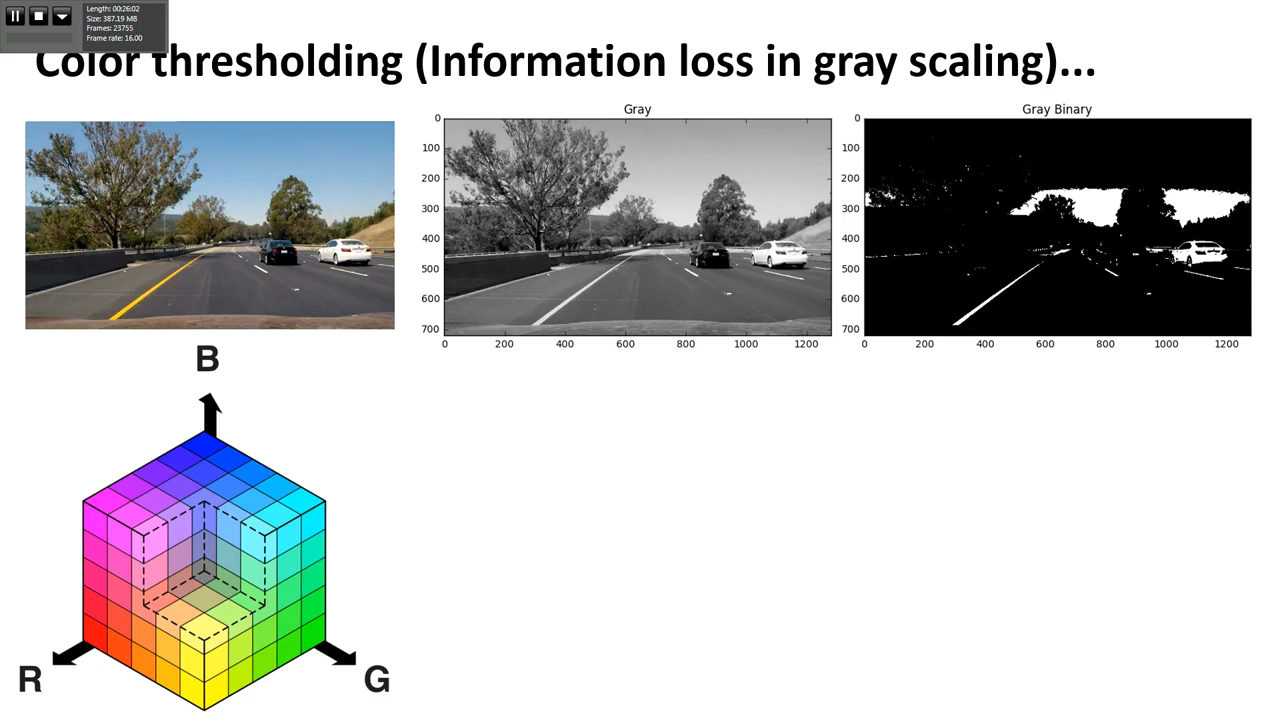 Length: 00:26:02
Size: 387.19 MB
Frames: 23755
Frame rate: 16.00
Color thresholding (Information loss in gray scaling)...
Gray
0
100
200
300
400
500
600
700
0 200 400 600 800 1000 1200
Gray Binary
0
100
200
300
400
500
600
700
0 200 400 600 800 1000 1200
B
R
G